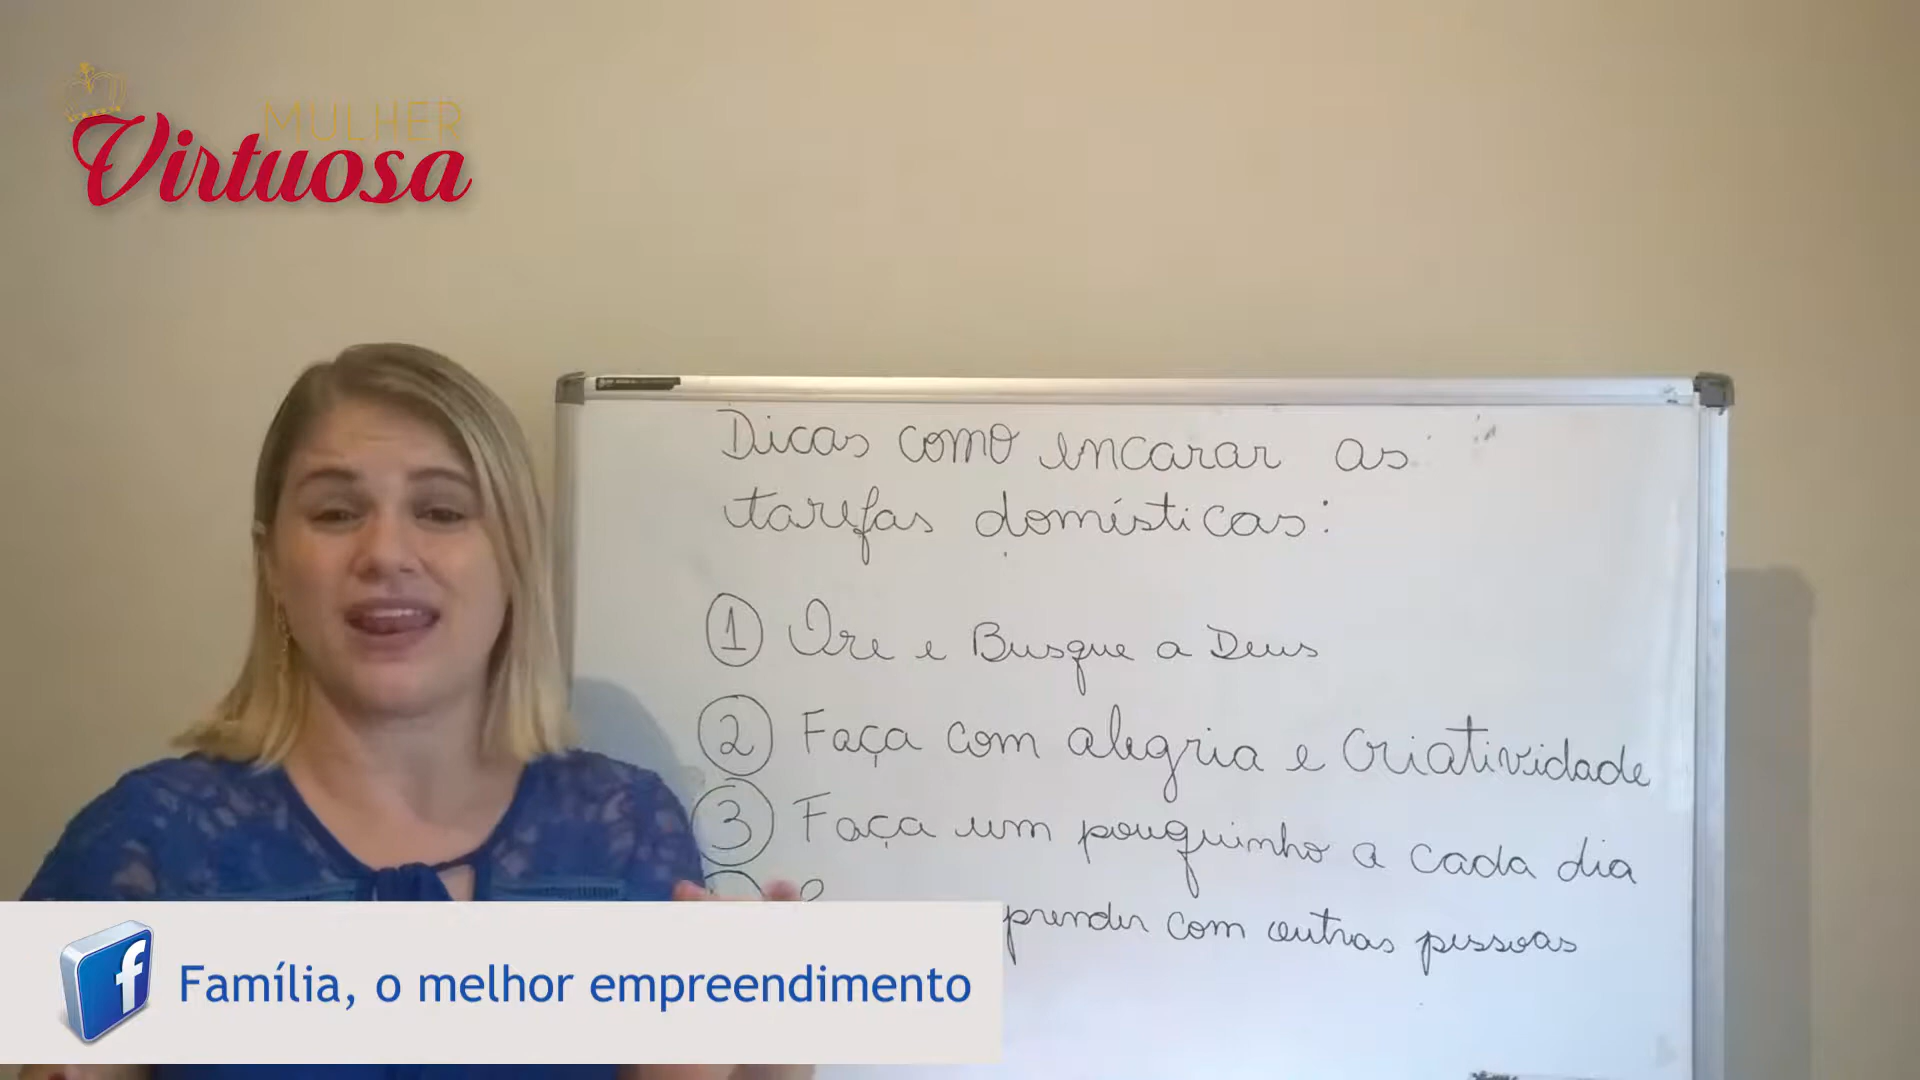 MULHER
Virtuosa
Dicas como encarar as
tarefas domésticas:
1 Ore e Busque a Deus
2 Faça com alegria e Criatividade
3 Faça um pouquinho a cada dia
com outras pessoas
f Família, o melhor empreendimento